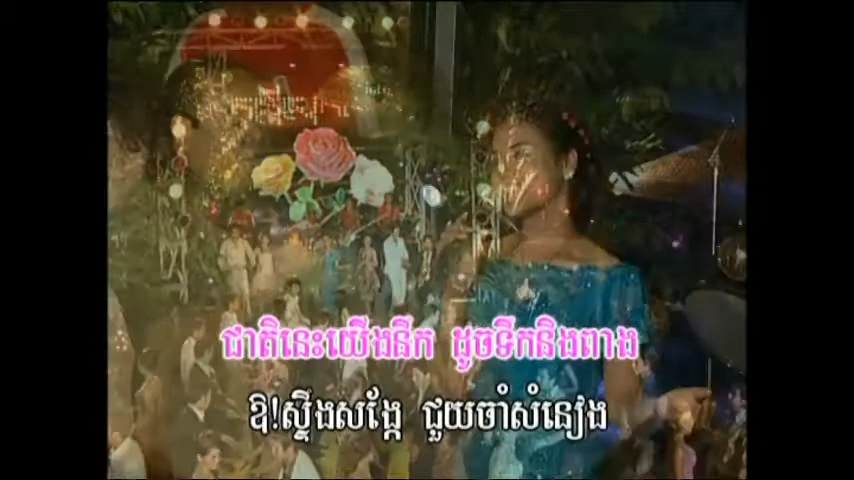 ជាតិនេះយើងនឹក ដូចទឹកនិងពាង
ឱ!ស្ទឹងសង្កែ ជួយចាំសំនៀង